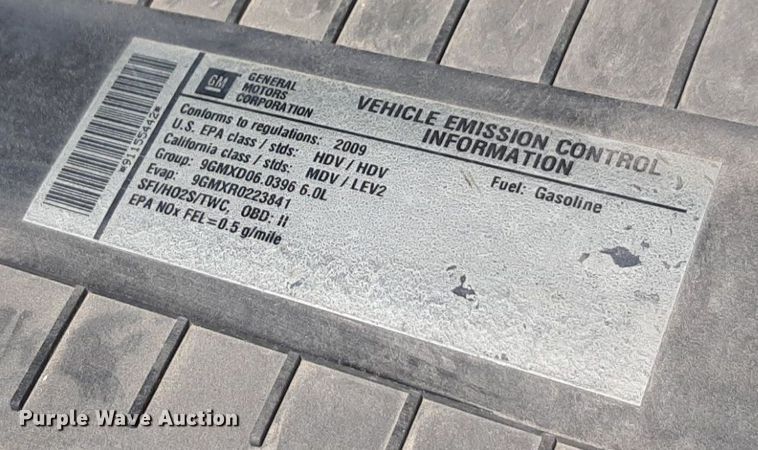 GM
GENERAL
MOTORS
CORPORATION
VEHICLE EMISSION CONTROL
INFORMATION
Conforms to regulations: 2009
Fuel: Gasoline
U.S. EPA class / stds: HDV / HDV
California class / stds: MDV / LEV2
Group: 9GMXD06.0396 6.0L
Evap: 9GMXR0223841
SFI/HO2S/TWC, OBD: II
EPA NOx FEL=0.5 g/mile
*91155442*
Purple Wave Auction